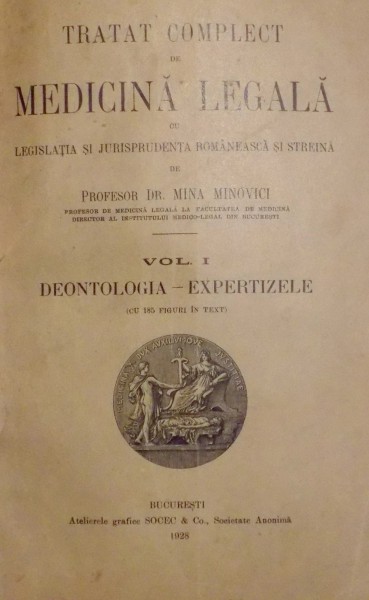 TRATAT COMPLECT
DE
MEDICINĂ LEGALĂ
CU
LEGISLAȚIA ȘI JURISPRUDENȚA ROMÂNEASCĂ ȘI STREINĂ
DE
PROFESOR DR. MINA MINOVICI
PROFESOR DE MEDICINĂ LEGALĂ LA FACULTATEA DE MEDICINĂ
DIRECTOR AL INSTITUTULUI MEDICO-LEGAL DIN BUCUREȘTI
VOL. I
DEONTOLOGIA — EXPERTIZELE
(CU 185 FIGURI ÎN TEXT)
BUCUREȘTI
Atelierele grafice SOCEC & Co., Societate Anonimă
1928